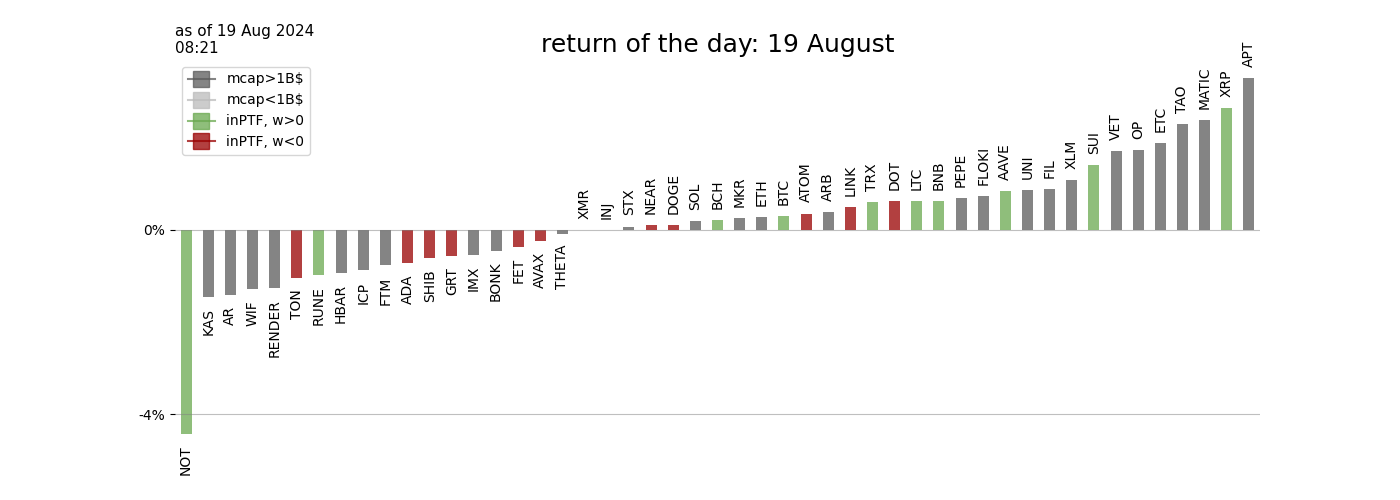 as of 19 Aug 2024
08:21
return of the day: 19 August
mcap>1B$
mcap<1B$
inPTF, w>0
inPTF, w<0
0%
-4%
NOT
KAS
AR
WIF
RENDER
TON
RUNE
HBAR
ICP
FTM
ADA
SHIB
GRT
IMX
BONK
FET
AVAX
THETA
XMR
INJ
STX
NEAR
DOGE
SOL
BCH
MKR
ETH
BTC
ATOM
ARB
LINK
TRX
DOT
LTC
BNB
PEPE
FLOKI
AAVE
UNI
FIL
XLM
SUI
VET
OP
ETC
TAO
MATIC
XRP
APT